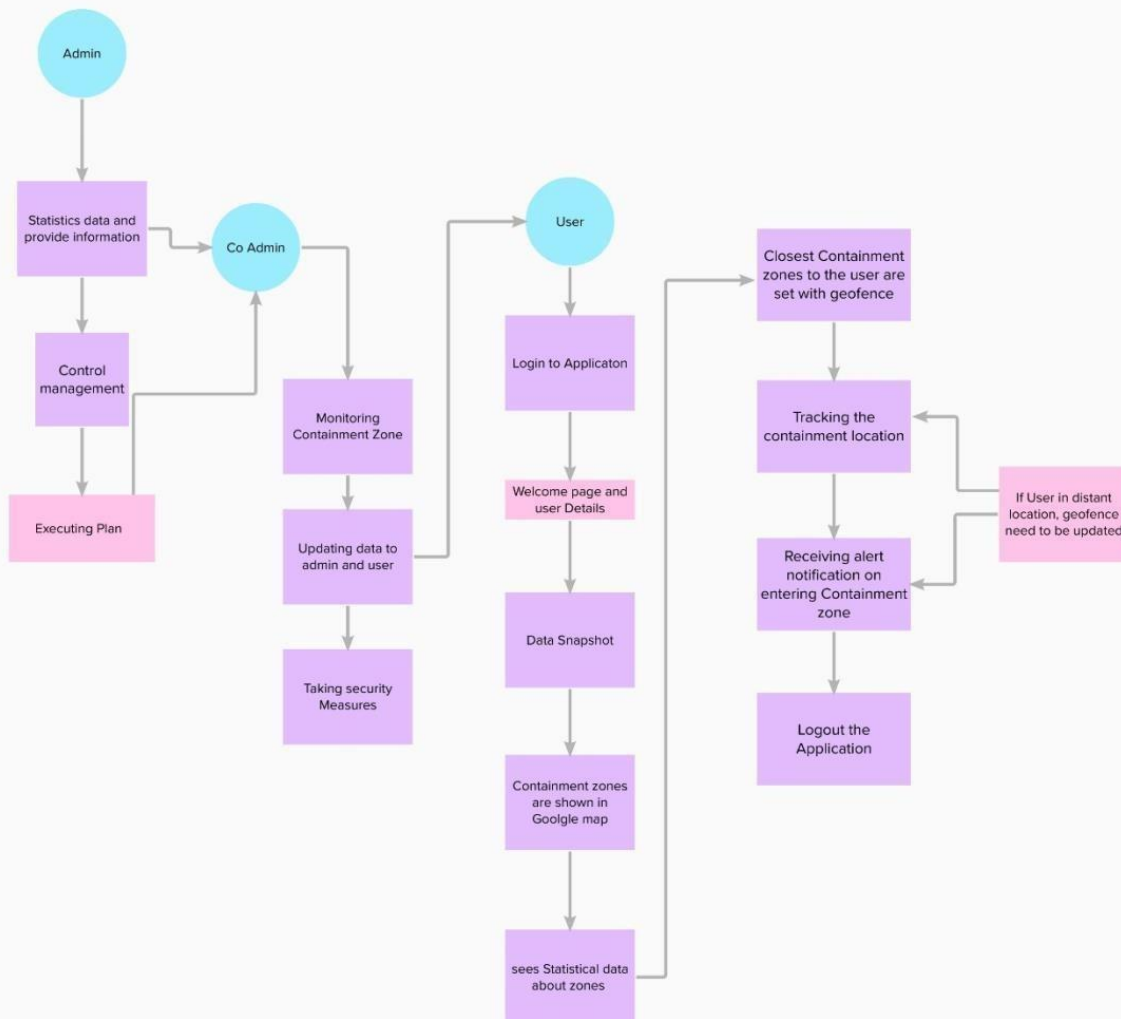 Admin
Statistics data and
provide information
Co Admin
Control
management
Executing Plan
Monitoring
Containment Zone
Updating data to
admin and user
Taking security
Measures
User
Login to Applicaton
Welcome page and
user Details
Data Snapshot
Containment zones
are shown in
Goolgle map
sees Statistical data
about zones
Closest Containment
zones to the user are
set with geofence
Tracking the
containment location
If User in distant
location, geofence
need to be updated
Receiving alert
notification on
entering Containment
zone
Logout the
Application